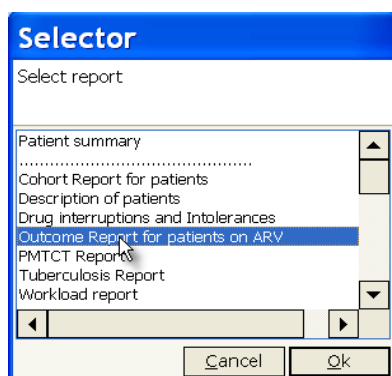 Selector
Select report
Patient summary
................................................
Cohort Report for patients
Description of patients
Drug interruptions and Intolerances
Outcome Report for patients on ARV
PMTCT Reports
Tuberculosis Report
Workload report
Cancel
Ok